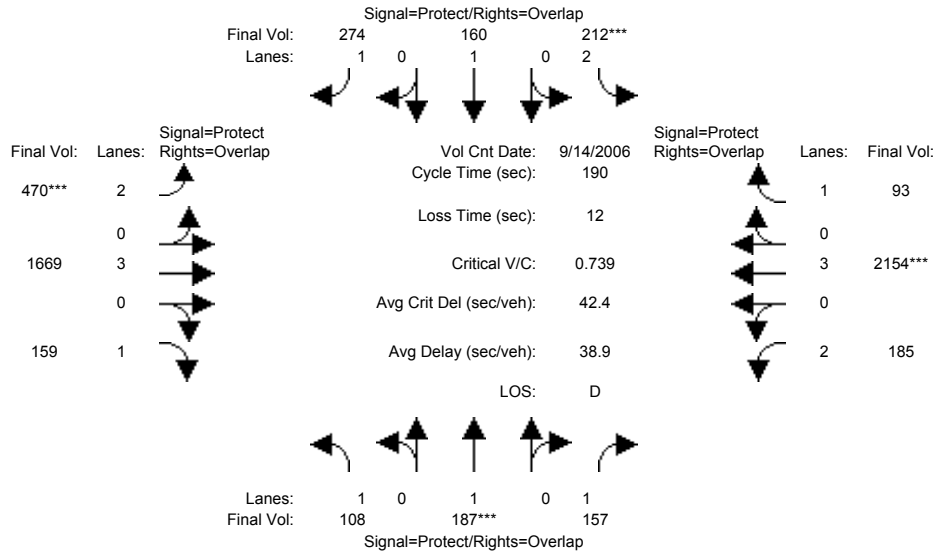 Signal=Protect/Rights=Overlap
Final Vol: 274 160 212***
Lanes: 1 0 1 0 2
Signal=Protect
Final Vol: Lanes: Rights=Overlap
Vol Cnt Date: 9/14/2006
Signal=Protect
Rights=Overlap Lanes: Final Vol:
Cycle Time (sec): 190
470*** 2
1 93
Loss Time (sec): 12
0
0
1669 3
Critical V/C: 0.739
3 2154***
0
Avg Crit Del (sec/veh): 42.4
0
159 1
Avg Delay (sec/veh): 38.9
2 185
LOS: D
Lanes: 1 0 1 0 1
Final Vol: 108 187*** 157
Signal=Protect/Rights=Overlap